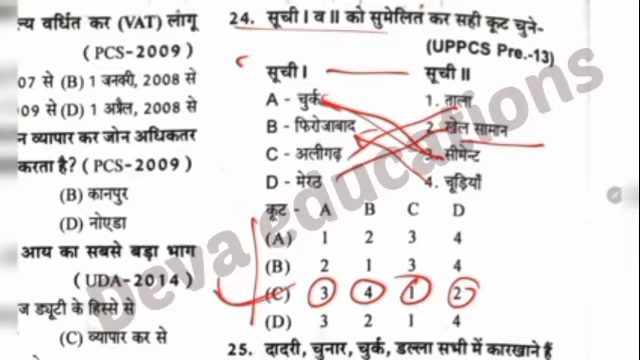 ल्य वर्धित कर (VAT) लागू
(PCS-2009)
07 से (B) 1 जनवरी, 2008 से
09 से (D) 1 अप्रैल, 2008 से
न व्यापार कर जोन अधिकतर
करता है? (PCS-2009)
(B) कानपुर
(D) नोएडा
आय का सबसे बड़ा भाग
(UDA-2014)
ज ड्यूटी के हिस्से से
(C) व्यापार कर से
24. सूची I व II को सुमेलित कर सही कूट चुने-
(UPPCS Pre.-13)
सूची I सूची II
A - चुर्क 1. ताला
B - फिरोजाबाद 2. खेल सामान
C - अलीगढ़ 3. सीमेन्ट
D - मेरठ 4. चूड़ियाँ
कूट - A B C D
(A) 1 2 3 4
(B) 2 1 3 4
(C) 3 4 1 2
(D) 3 2 1 4
25. दादरी, चुनार, चुर्क, डल्ला सभी में कारखाने हैं
Deva educations